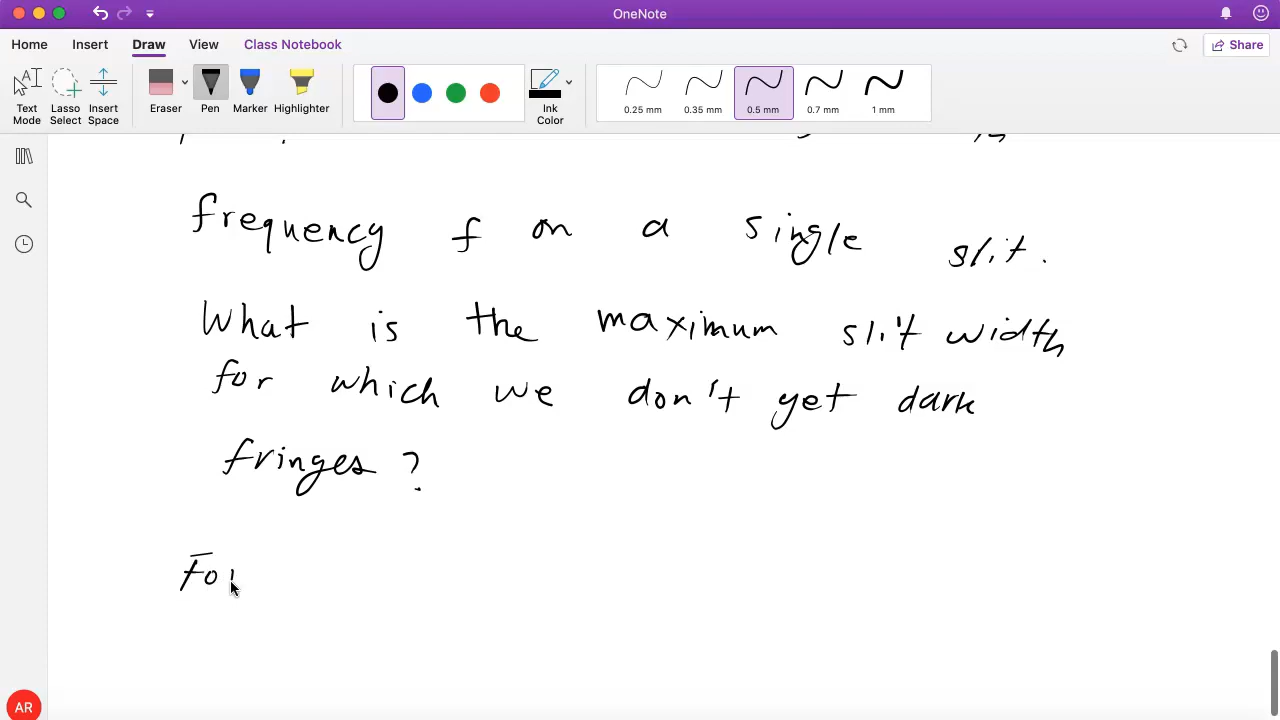 OneNote
Home Insert Draw View Class Notebook
Share
Text Mode
Lasso Select
Insert Space
Eraser
Pen
Marker
Highlighter
Ink Color
0.25 mm
0.35 mm
0.5 mm
0.7 mm
1 mm
frequency f on a single slit.
What is the maximum slit width
for which we don't get dark
fringes?
For
AR